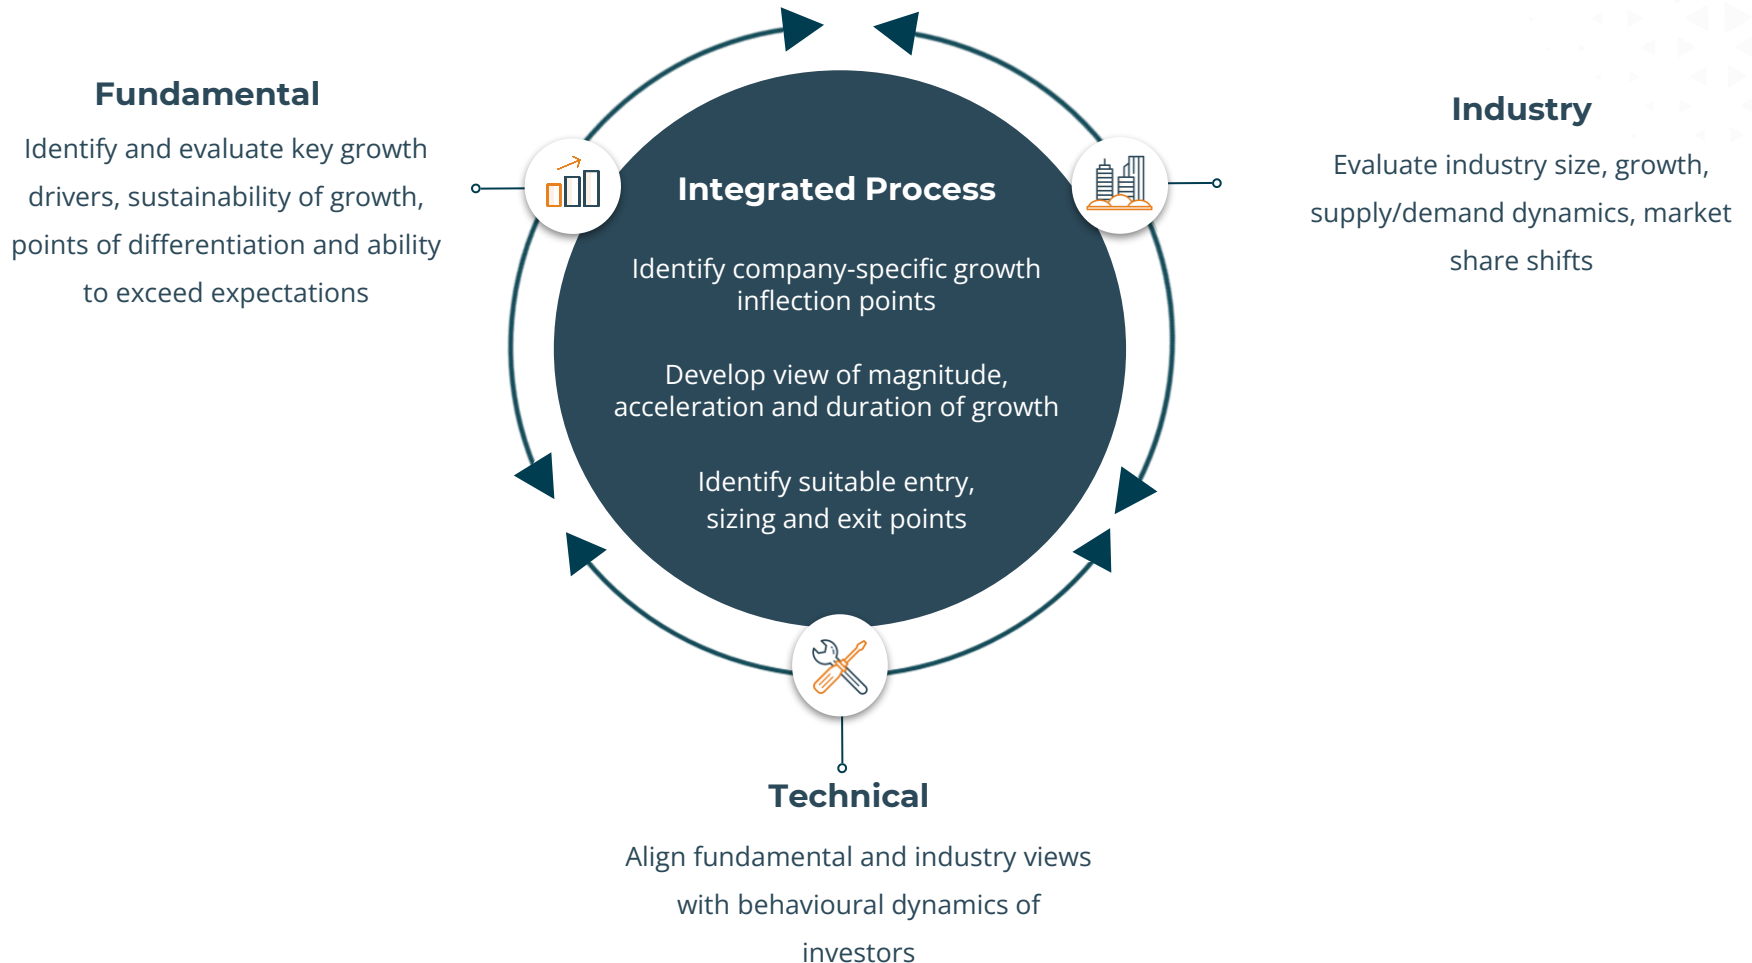 Fundamental
Identify and evaluate key growth
drivers, sustainability of growth,
points of differentiation and ability
to exceed expectations
Integrated Process
Identify company-specific growth
inflection points
Develop view of magnitude,
acceleration and duration of growth
Identify suitable entry,
sizing and exit points
Industry
Evaluate industry size, growth,
supply/demand dynamics, market
share shifts
Technical
Align fundamental and industry views
with behavioural dynamics of
investors